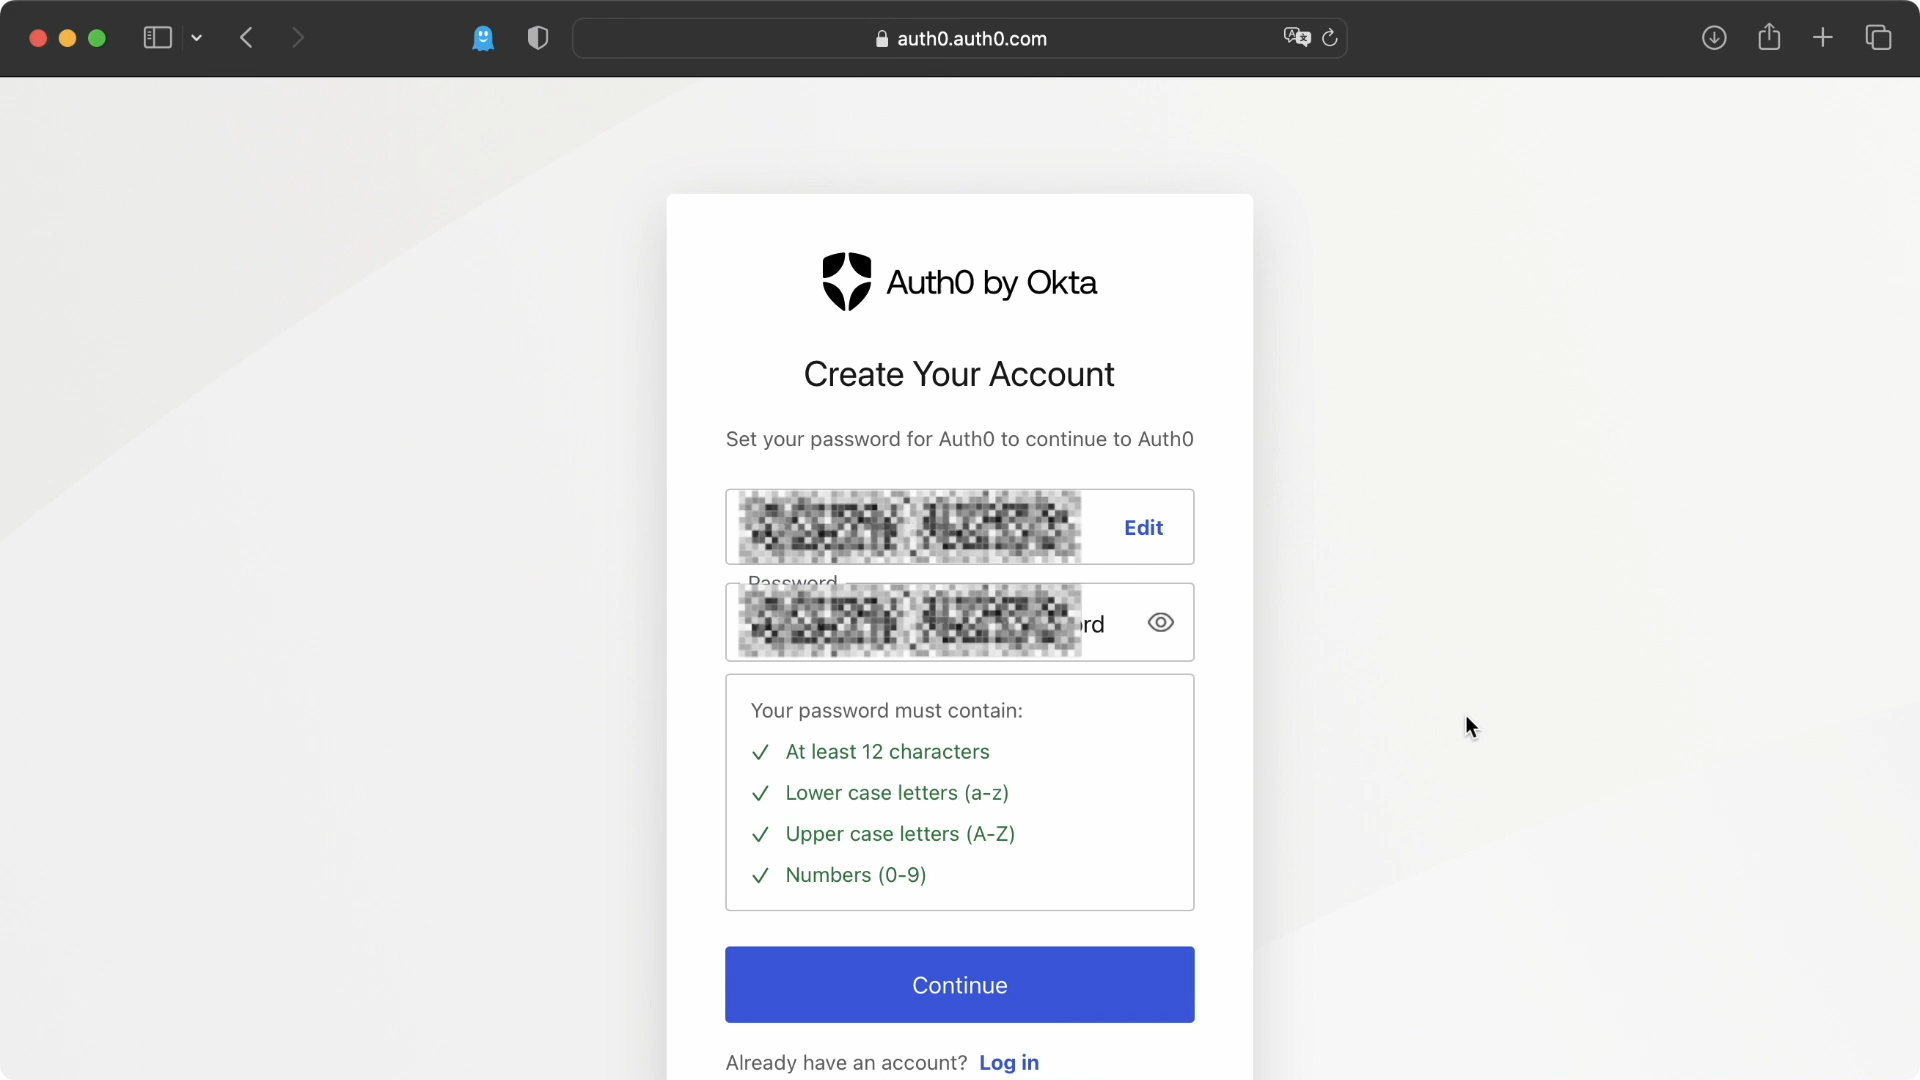 auth0.auth0.com
Auth0 by Okta
Create Your Account
Set your password for Auth0 to continue to Auth0
Edit
Password
rd
Your password must contain:
At least 12 characters
Lower case letters (a-z)
Upper case letters (A-Z)
Numbers (0-9)
Continue
Already have an account? Log in